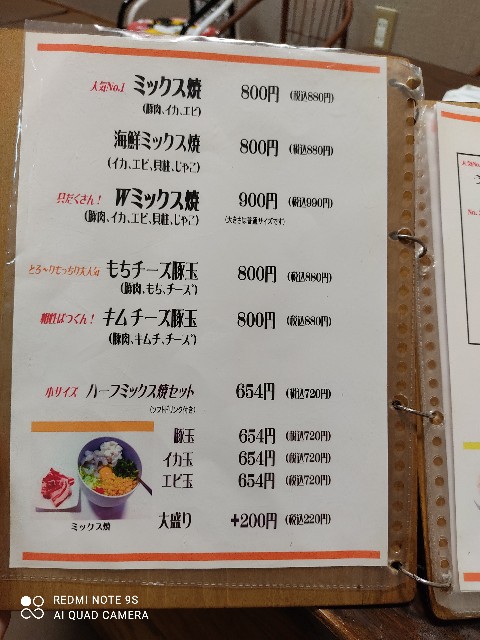 人気No.1 ミックス焼 800円 (税込880円)
(豚肉、イカ、エビ)
海鮮ミックス焼 800円 (税込880円)
(イカ、エビ、貝柱、じゃこ)
具だくさん! Wミックス焼 900円 (税込990円)
(豚肉、イカ、エビ、貝柱、じゃこ) (大きさは普通サイズです)
とろ〜りもっちり大人気 もちチーズ豚玉 800円 (税込880円)
(豚肉、もち、チーズ)
相性ばつぐん! キムチーズ豚玉 800円 (税込880円)
(豚肉、キムチ、チーズ)
小サイズ ハーフミックス焼セット 654円 (税込720円)
(ソフトドリンク付き)
豚玉 654円 (税込720円)
イカ玉 654円 (税込720円)
エビ玉 654円 (税込720円)
大盛り +200円 (税込220円)
ミックス焼
REDMI NOTE 9S
AI QUAD CAMERA